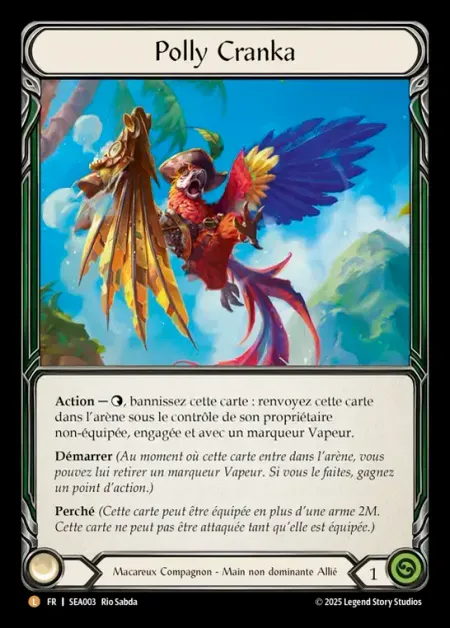 Polly Cranka
Action — , bannissez cette carte : renvoyez cette carte
dans l'arène sous le contrôle de son propriétaire
non-équipée, engagée et avec un marqueur Vapeur.
Démarrer (Au moment où cette carte entre dans l'arène, vous
pouvez lui retirer un marqueur Vapeur. Si vous le faites, gagnez
un point d'action.)
Perché (Cette carte peut être équipée en plus d'une arme 2M.
Cette carte ne peut pas être attaquée tant qu'elle est équipée.)
Macareux Compagnon - Main non dominante Allié
1
L FR | SEA003 Rio Sabda
© 2025 Legend Story Studios